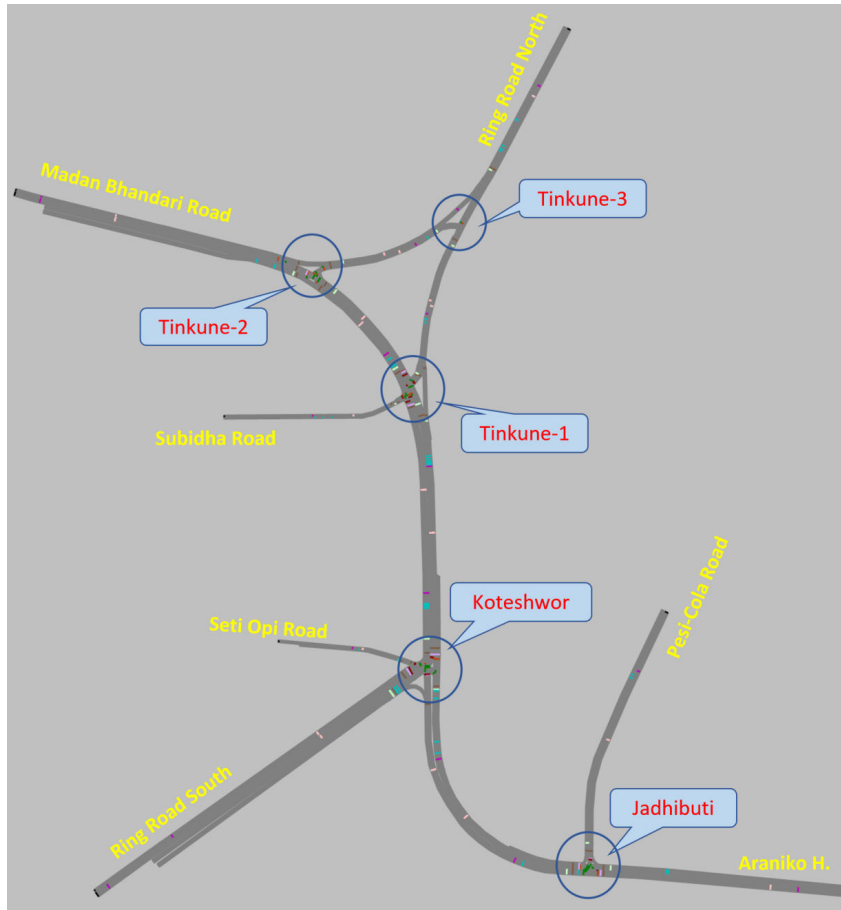 Ring Road North
Madan Bhandari Road
Tinkune-3
Tinkune-2
Tinkune-1
Subidha Road
Pesi-Cola Road
Koteshwor
Seti Opi Road
Ring Road South
Jadhibuti
Araniko H.